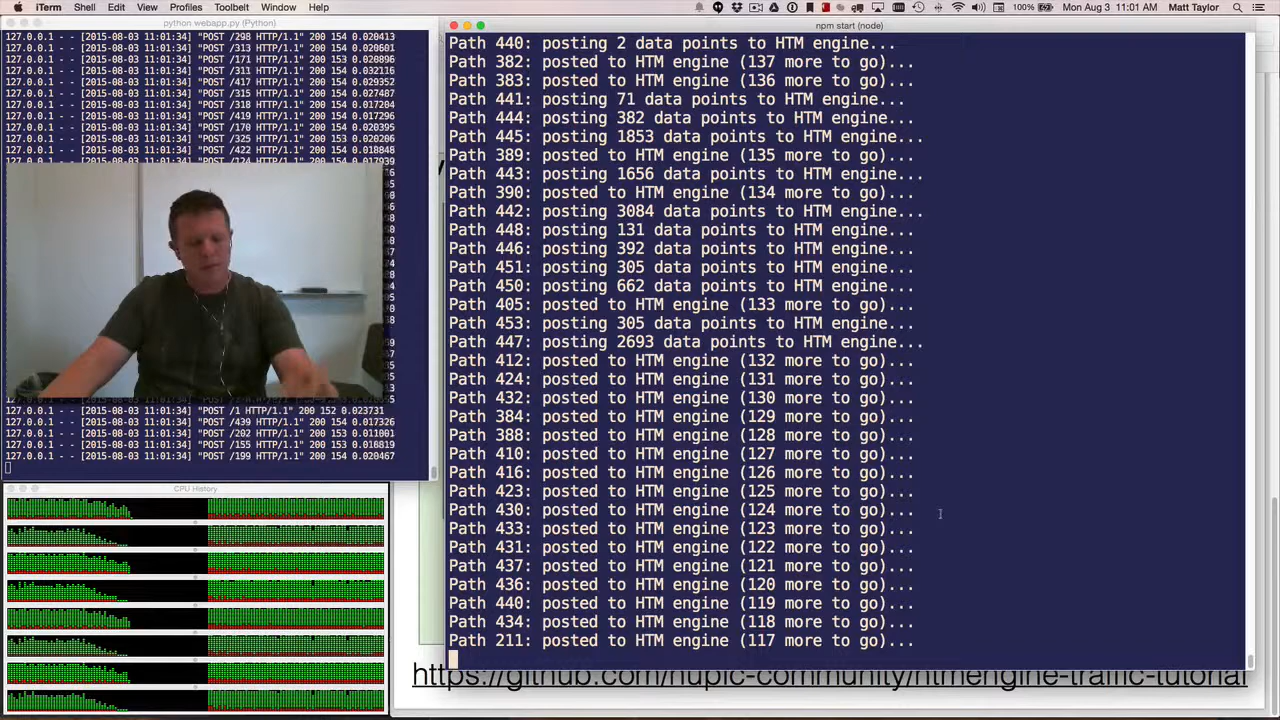 iTerm Shell Edit View Profiles Toolbelt Window Help 100% Mon Aug 3 11:01 AM Matt Taylor
python webapp.py (Python)
127.0.0.1 - - [2015-08-03 11:01:34] "POST /298 HTTP/1.1" 200 154 0.020413
127.0.0.1 - - [2015-08-03 11:01:34] "POST /313 HTTP/1.1" 200 153 0.020601
127.0.0.1 - - [2015-08-03 11:01:34] "POST /171 HTTP/1.1" 200 153 0.020896
127.0.0.1 - - [2015-08-03 11:01:34] "POST /311 HTTP/1.1" 200 154 0.032116
127.0.0.1 - - [2015-08-03 11:01:34] "POST /417 HTTP/1.1" 200 154 0.029352
127.0.0.1 - - [2015-08-03 11:01:34] "POST /315 HTTP/1.1" 200 154 0.027487
127.0.0.1 - - [2015-08-03 11:01:34] "POST /318 HTTP/1.1" 200 154 0.017204
127.0.0.1 - - [2015-08-03 11:01:34] "POST /419 HTTP/1.1" 200 154 0.017296
127.0.0.1 - - [2015-08-03 11:01:34] "POST /170 HTTP/1.1" 200 154 0.020395
127.0.0.1 - - [2015-08-03 11:01:34] "POST /325 HTTP/1.1" 200 153 0.020206
127.0.0.1 - - [2015-08-03 11:01:34] "POST /422 HTTP/1.1" 200 154 0.018848
127.0.0.1 - - [2015-08-03 11:01:34] "POST /124 HTTP/1.1" 200 154 0.017939
127.0.0.1 - - [2015-08-03 11:01:34] "POST /1 HTTP/1.1" 200 152 0.023731
127.0.0.1 - - [2015-08-03 11:01:34] "POST /439 HTTP/1.1" 200 154 0.017326
127.0.0.1 - - [2015-08-03 11:01:34] "POST /202 HTTP/1.1" 200 153 0.011001
127.0.0.1 - - [2015-08-03 11:01:34] "POST /155 HTTP/1.1" 200 154 0.016819
127.0.0.1 - - [2015-08-03 11:01:34] "POST /199 HTTP/1.1" 200 154 0.020467
CPU History
npm start (node)
Path 440: posting 2 data points to HTM engine...
Path 382: posted to HTM engine (137 more to go)...
Path 383: posted to HTM engine (136 more to go)...
Path 441: posting 71 data points to HTM engine...
Path 444: posting 382 data points to HTM engine...
Path 445: posting 1853 data points to HTM engine...
Path 389: posted to HTM engine (135 more to go)...
Path 443: posting 1656 data points to HTM engine...
Path 390: posted to HTM engine (134 more to go)...
Path 442: posting 3084 data points to HTM engine...
Path 448: posting 131 data points to HTM engine...
Path 446: posting 392 data points to HTM engine...
Path 451: posting 305 data points to HTM engine...
Path 450: posting 662 data points to HTM engine...
Path 405: posted to HTM engine (133 more to go)...
Path 453: posting 305 data points to HTM engine...
Path 447: posting 2693 data points to HTM engine...
Path 412: posted to HTM engine (132 more to go)...
Path 424: posted to HTM engine (131 more to go)...
Path 432: posted to HTM engine (130 more to go)...
Path 384: posted to HTM engine (129 more to go)...
Path 388: posted to HTM engine (128 more to go)...
Path 410: posted to HTM engine (127 more to go)...
Path 416: posted to HTM engine (126 more to go)...
Path 423: posted to HTM engine (125 more to go)...
Path 430: posted to HTM engine (124 more to go)...
Path 433: posted to HTM engine (123 more to go)...
Path 431: posted to HTM engine (122 more to go)...
Path 437: posted to HTM engine (121 more to go)...
Path 436: posted to HTM engine (120 more to go)...
Path 440: posted to HTM engine (119 more to go)...
Path 434: posted to HTM engine (118 more to go)...
Path 211: posted to HTM engine (117 more to go)...
https://github.com/nupic-community/htmengine-traffic-tutorial